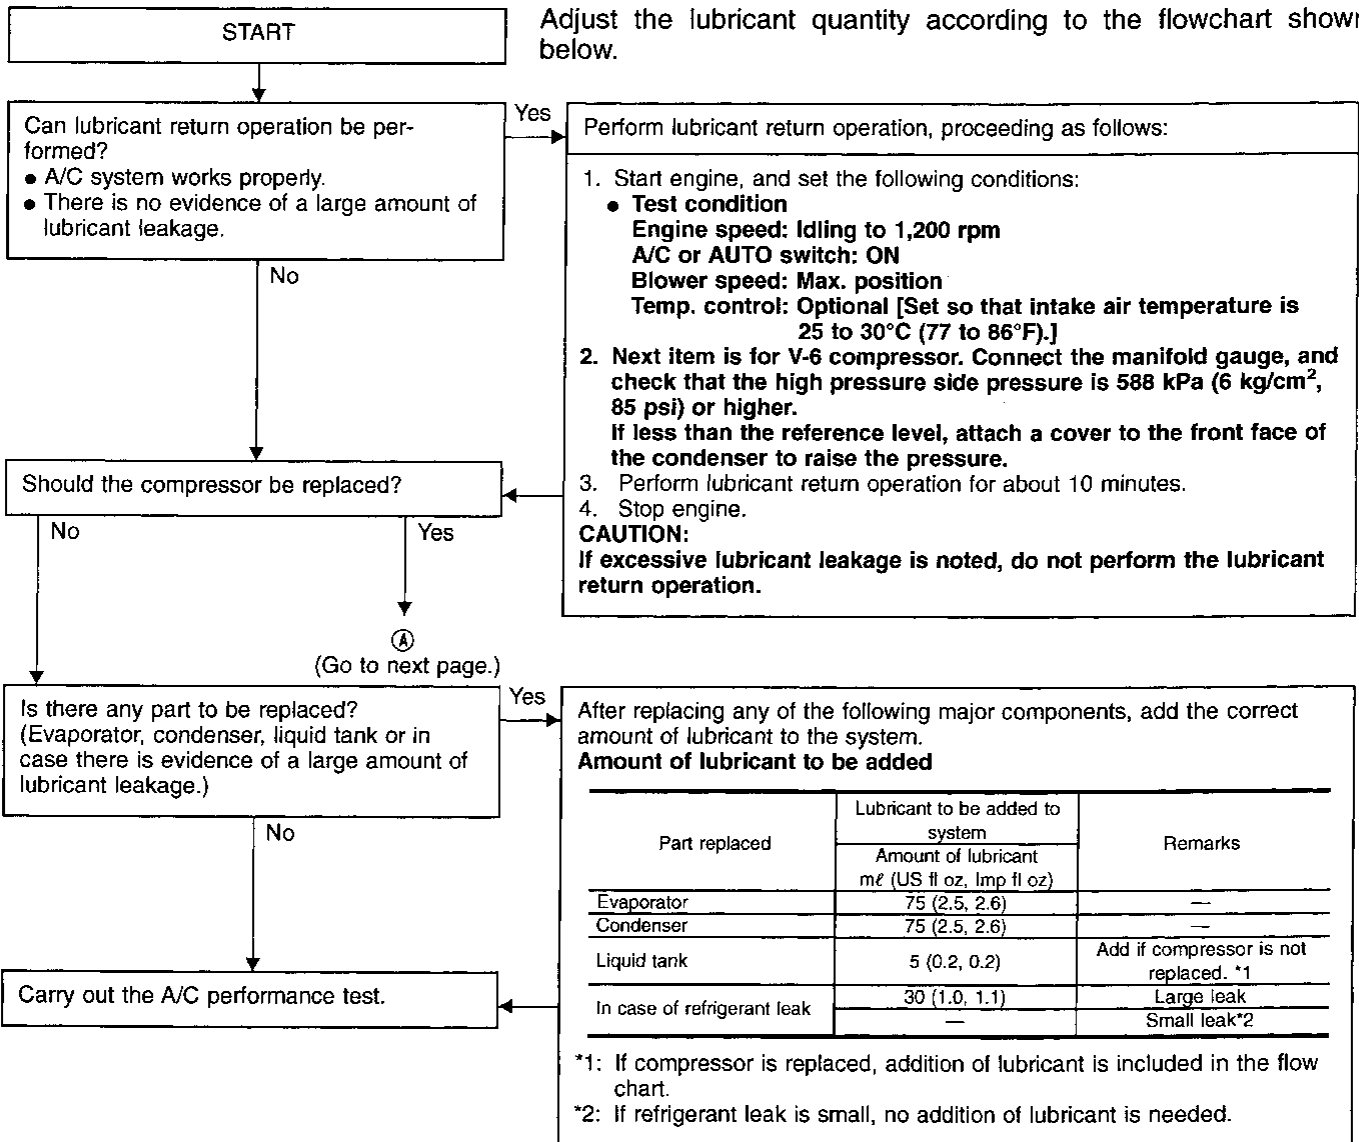 START
Adjust the lubricant quantity according to the flowchart shown
below.
Can lubricant return operation be per-
formed?
• A/C system works properly.
• There is no evidence of a large amount of
lubricant leakage.
Yes
No
Perform lubricant return operation, proceeding as follows:
1. Start engine, and set the following conditions:
• Test condition
Engine speed: Idling to 1,200 rpm
A/C or AUTO switch: ON
Blower speed: Max. position
Temp. control: Optional [Set so that intake air temperature is
25 to 30°C (77 to 86°F).]
2. Next item is for V-6 compressor. Connect the manifold gauge, and
check that the high pressure side pressure is 588 kPa (6 kg/cm², 
85 psi) or higher.
If less than the reference level, attach a cover to the front face of
the condenser to raise the pressure.
3. Perform lubricant return operation for about 10 minutes.
4. Stop engine.
CAUTION:
If excessive lubricant leakage is noted, do not perform the lubricant
return operation.
Should the compressor be replaced?
No
Yes
Ⓐ
(Go to next page.)
Is there any part to be replaced?
(Evaporator, condenser, liquid tank or in
case there is evidence of a large amount of
lubricant leakage.)
Yes
No
After replacing any of the following major components, add the correct
amount of lubricant to the system.
Amount of lubricant to be added
Part replaced
Lubricant to be added to
system
Amount of lubricant
mℓ (US fl oz, Imp fl oz)
Remarks
Evaporator 75 (2.5, 2.6) —
Condenser 75 (2.5, 2.6) —
Liquid tank 5 (0.2, 0.2) Add if compressor is not
replaced. *1
In case of refrigerant leak 30 (1.0, 1.1) Large leak
— Small leak*2
*1: If compressor is replaced, addition of lubricant is included in the flow
chart.
*2: If refrigerant leak is small, no addition of lubricant is needed.
Carry out the A/C performance test.